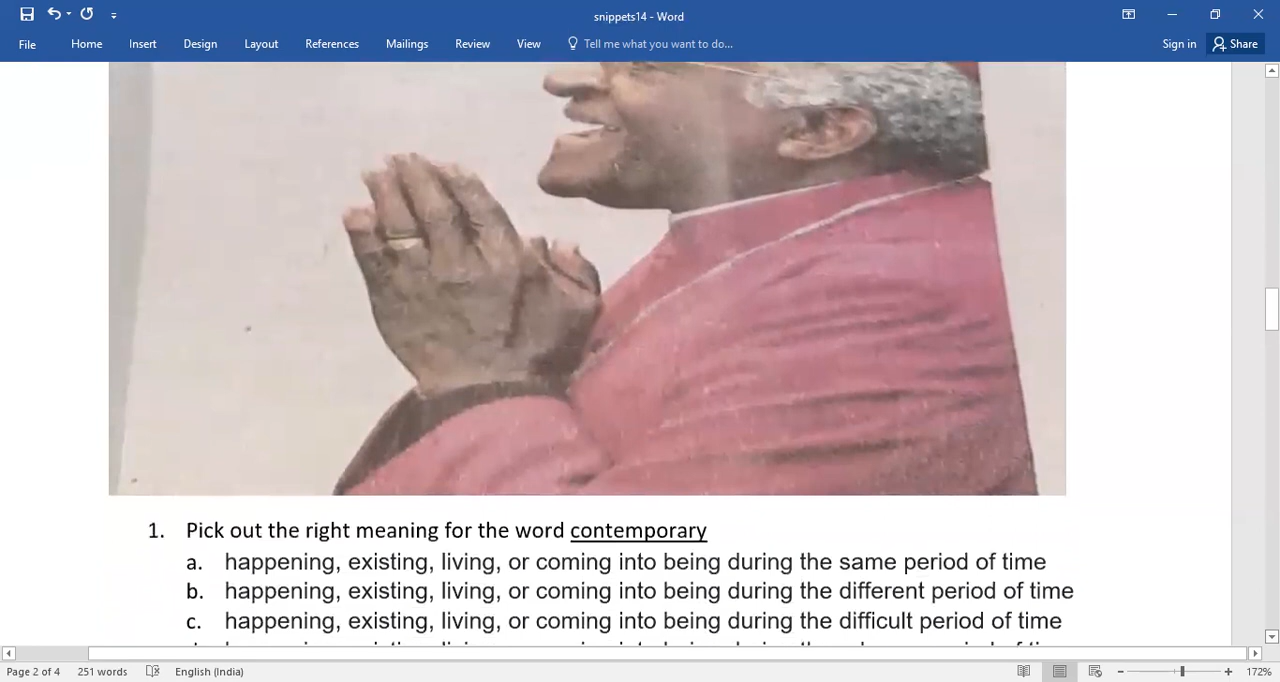 snippets14 - Word
File Home Insert Design Layout References Mailings Review View Tell me what you want to do... Sign in Share
1. Pick out the right meaning for the word contemporary
a. happening, existing, living, or coming into being during the same period of time
b. happening, existing, living, or coming into being during the different period of time
c. happening, existing, living, or coming into being during the difficult period of time
Page 2 of 4 251 words English (India) 172%